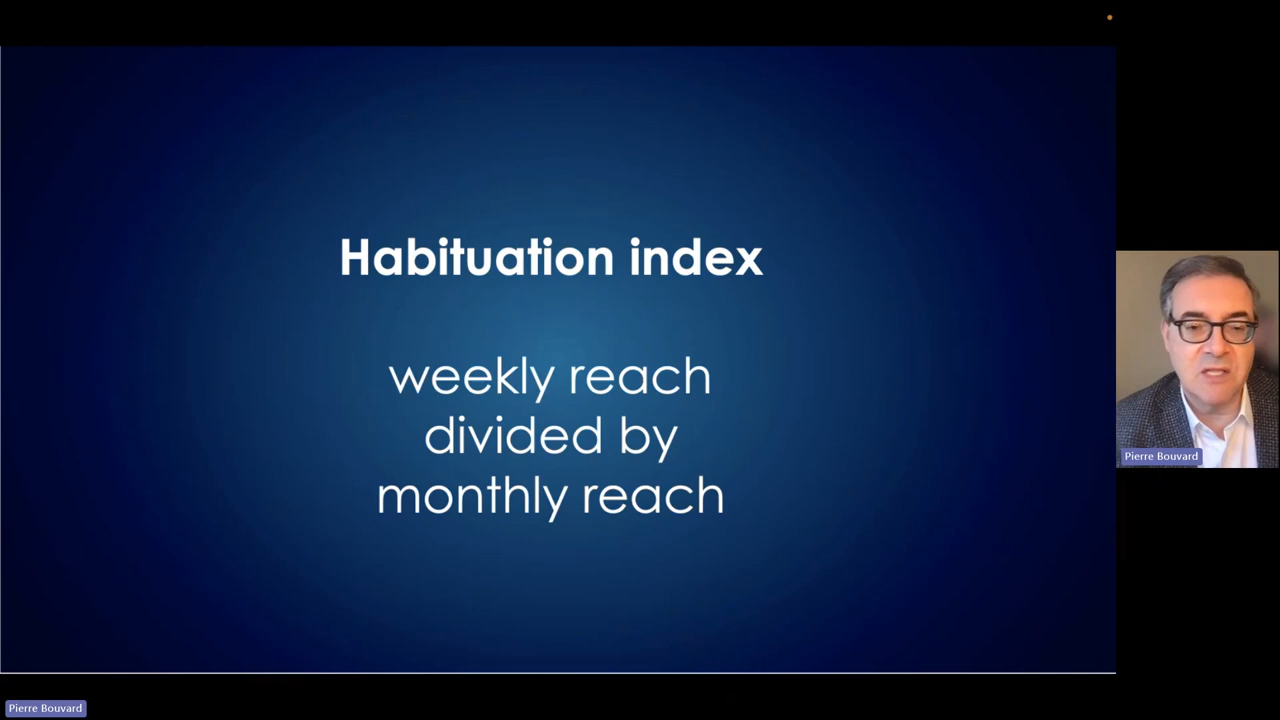 Habituation index
weekly reach
divided by
monthly reach
Pierre Bouvard
Pierre Bouvard